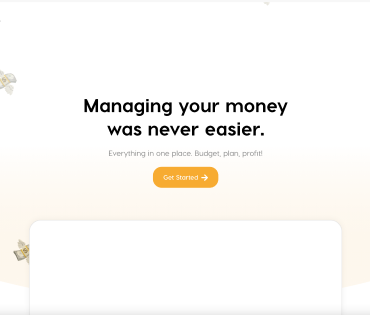 Managing your money
was never easier.
Everything in one place. Budget, plan, profit!
Get Started